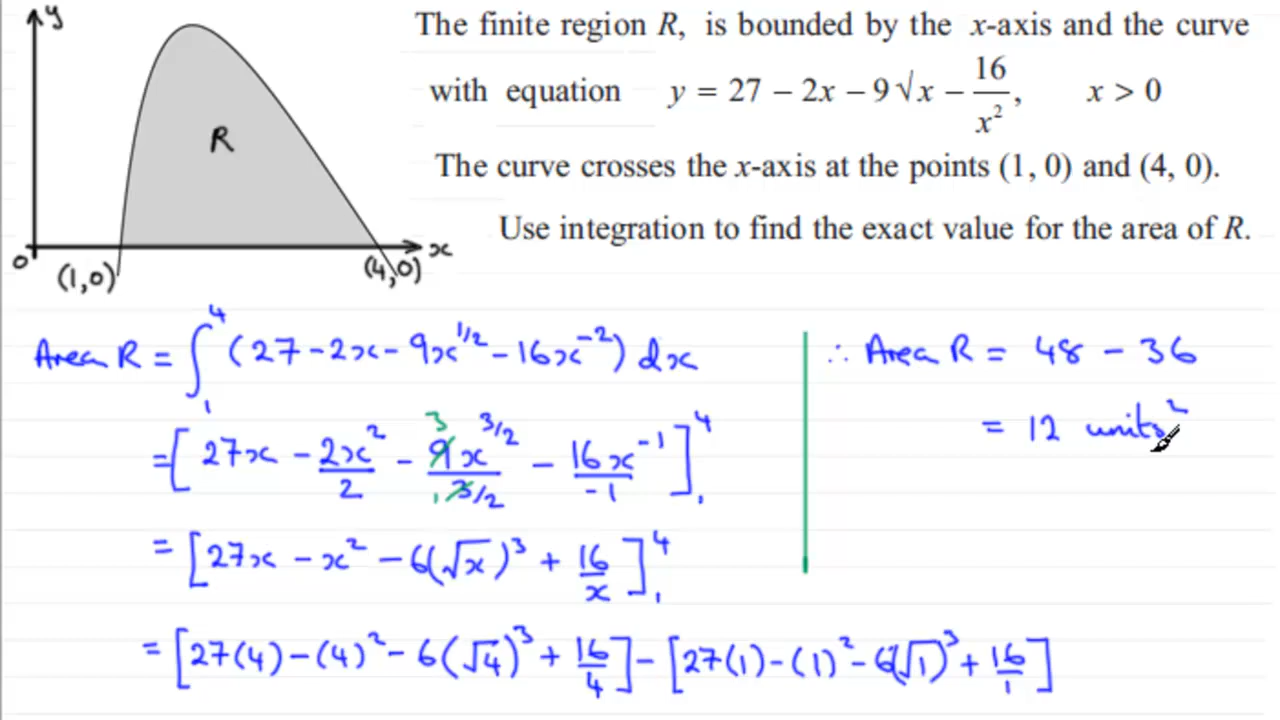 y
R
0
(1,0)
(4,0)
x
The finite region R, is bounded by the x-axis and the curve
with equation y = 27 − 2x − 9√x − 16/x², x > 0
The curve crosses the x-axis at the points (1, 0) and (4, 0).
Use integration to find the exact value for the area of R.
Area R = ∫₁⁴ (27 − 2x − 9x^1/2 − 16x^−2) dx
= [27x − 2x²/2 − 9x^3/2 / 3/2 − 16x^−1/−1]₁⁴
3
1
= [27x − x² − 6(√x)³ + 16/x]₁⁴
= [27(4) − (4)² − 6(√4)³ + 16/4] − [27(1) − (1)² − 6(√1)³ + 16/1]
∴ Area R = 48 − 36
= 12 units²